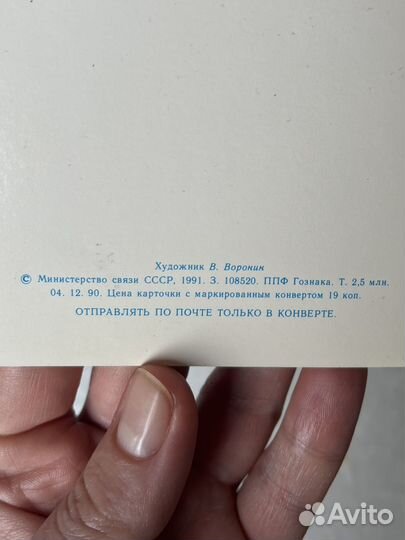 Художник В. Воронин
© Министерство связи СССР, 1991. З. 108520. ППФ Гознака. Т. 2,5 млн.
04. 12. 90. Цена карточки с маркированным конвертом 19 коп.
ОТПРАВЛЯТЬ ПО ПОЧТЕ ТОЛЬКО В КОНВЕРТЕ.
Avito